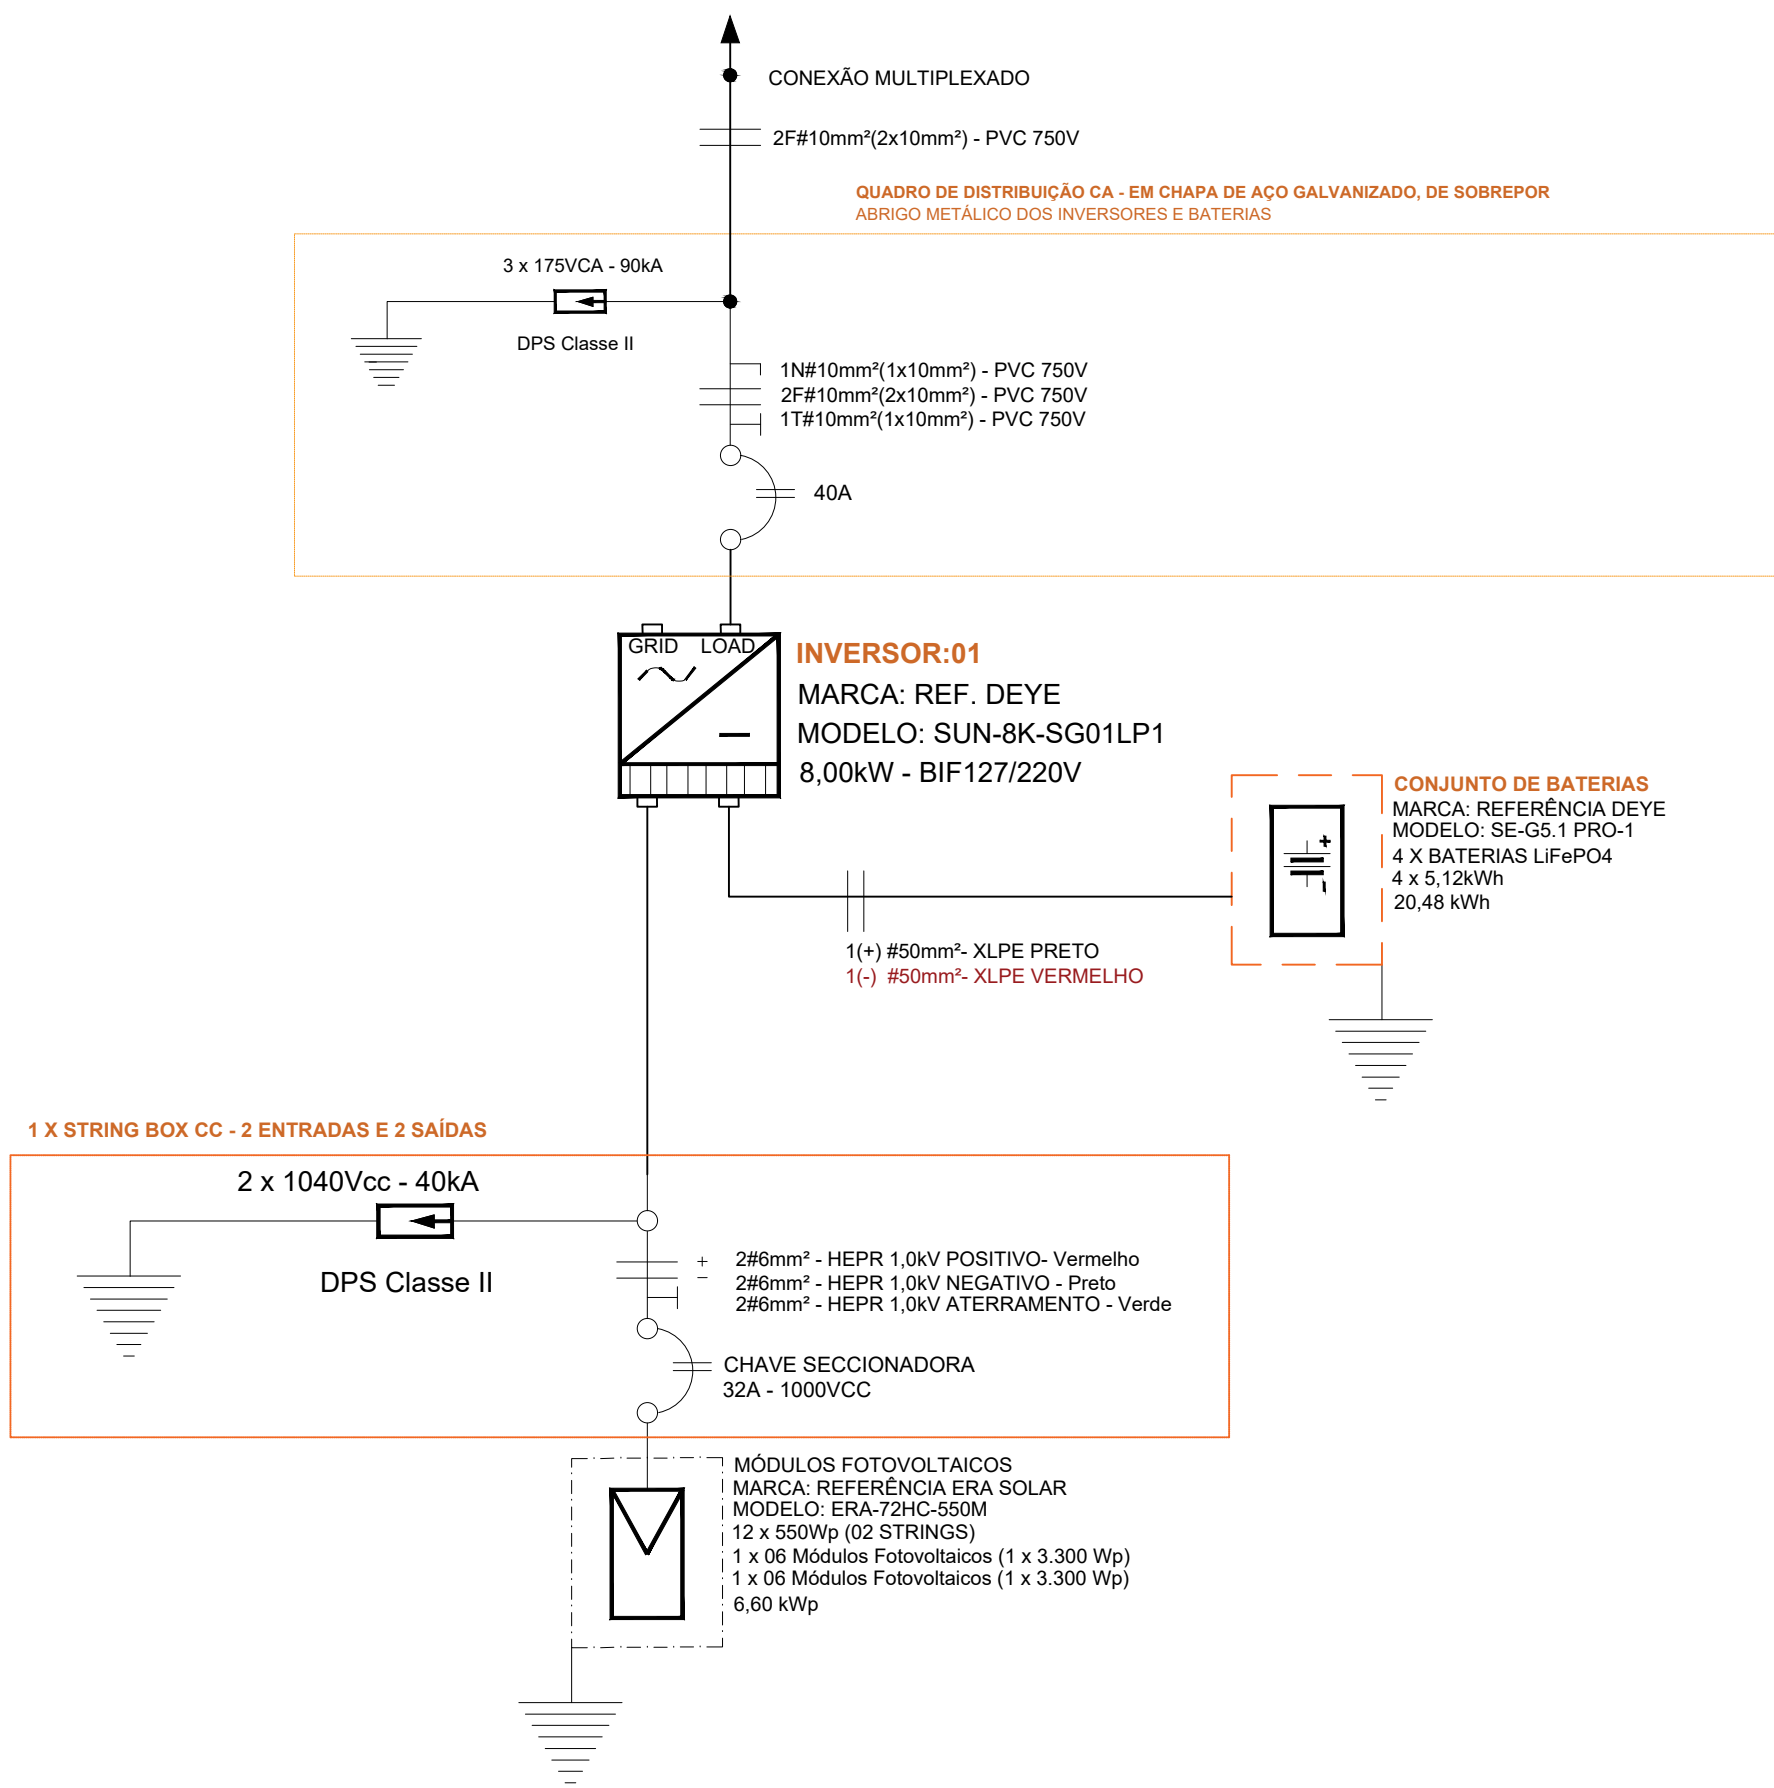 CONEXÃO MULTIPLEXADO
2F#10mm²(2x10mm²) - PVC 750V
QUADRO DE DISTRIBUIÇÃO CA - EM CHAPA DE AÇO GALVANIZADO, DE SOBREPOR
ABRIGO METÁLICO DOS INVERSORES E BATERIAS
3 x 175VCA - 90kA
DPS Classe II
1N#10mm²(1x10mm²) - PVC 750V
2F#10mm²(2x10mm²) - PVC 750V
1T#10mm²(1x10mm²) - PVC 750V
40A
GRID LOAD
INVERSOR:01
MARCA: REF. DEYE
MODELO: SUN-8K-SG01LP1
8,00kW - BIF127/220V
CONJUNTO DE BATERIAS
MARCA: REFERÊNCIA DEYE
MODELO: SE-G5.1 PRO-1
4 X BATERIAS LiFePO4
4 x 5,12kWh
20,48 kWh
+
-
1(+) #50mm²- XLPE PRETO
1(-) #50mm²- XLPE VERMELHO
1 X STRING BOX CC - 2 ENTRADAS E 2 SAÍDAS
2 x 1040Vcc - 40kA
DPS Classe II
+ 2#6mm² - HEPR 1,0kV POSITIVO- Vermelho
- 2#6mm² - HEPR 1,0kV NEGATIVO - Preto
2#6mm² - HEPR 1,0kV ATERRAMENTO - Verde
CHAVE SECCIONADORA
32A - 1000VCC
MÓDULOS FOTOVOLTAICOS
MARCA: REFERÊNCIA ERA SOLAR
MODELO: ERA-72HC-550M
12 x 550Wp (02 STRINGS)
1 x 06 Módulos Fotovoltaicos (1 x 3.300 Wp)
1 x 06 Módulos Fotovoltaicos (1 x 3.300 Wp)
6,60 kWp